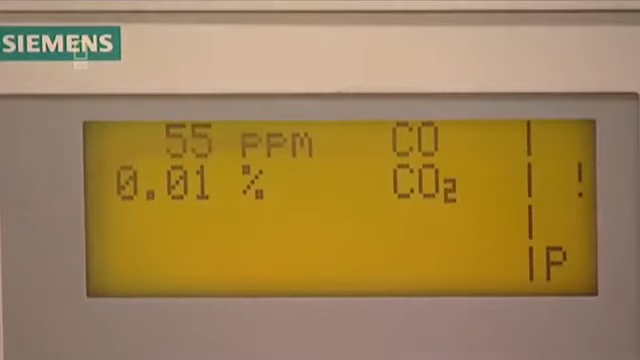 SIEMENS
55 ppm CO |
0.01 % CO₂ | !
|
|P